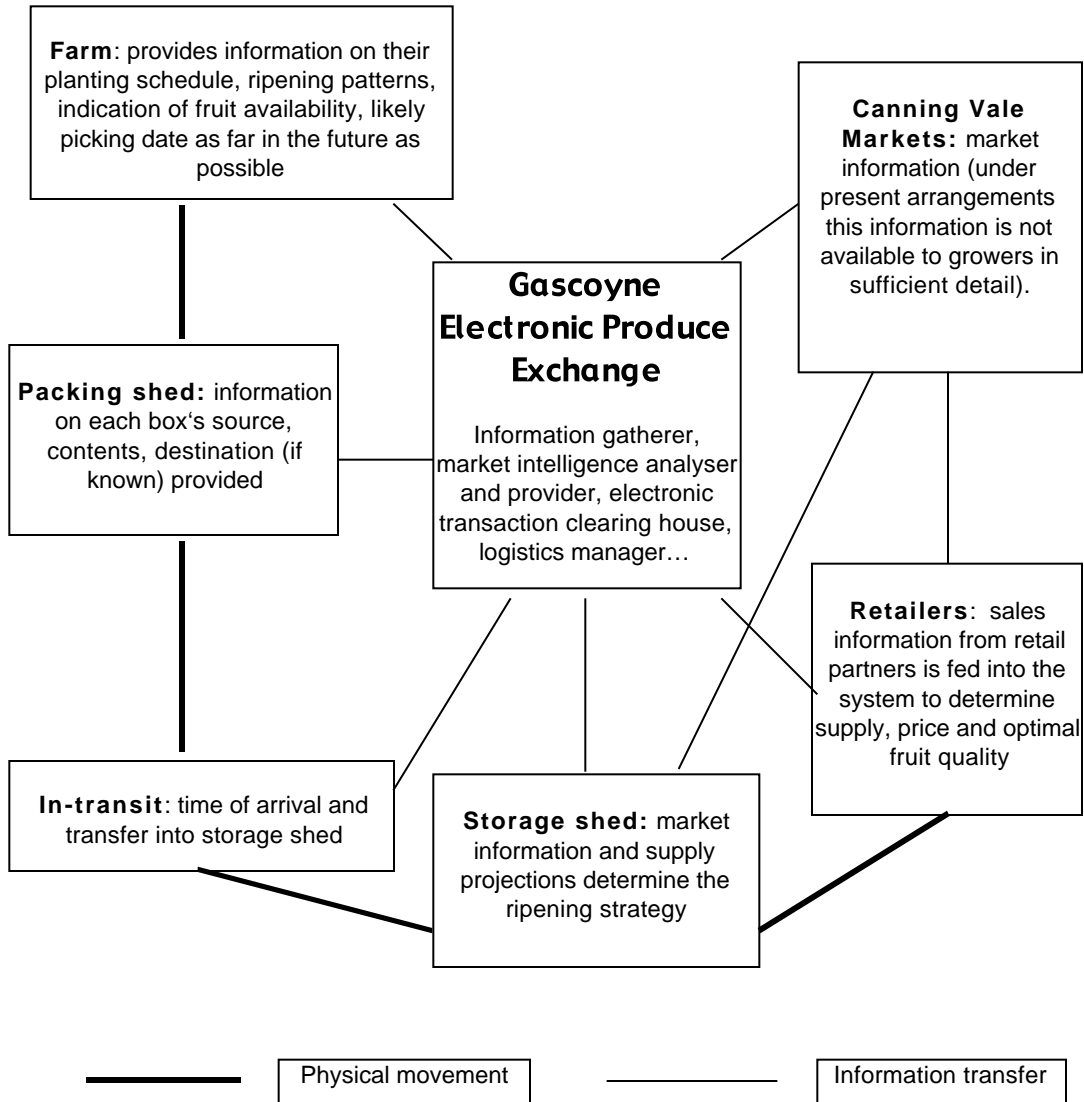 Farm: provides information on their
planting schedule, ripening patterns,
indication of fruit availability, likely
picking date as far in the future as
possible
Canning Vale
Markets: market
information (under
present arrangements
this information is not
available to growers in
sufficient detail).
Gascoyne
Electronic Produce
Exchange
Information gatherer,
market intelligence analyser
and provider, electronic
transaction clearing house,
logistics manager…
Packing shed: information
on each box‘s source,
contents, destination (if
known) provided
Retailers: sales
information from retail
partners is fed into the
system to determine
supply, price and optimal
fruit quality
In-transit: time of arrival and
transfer into storage shed
Storage shed: market
information and supply
projections determine the
ripening strategy
Physical movement
Information transfer